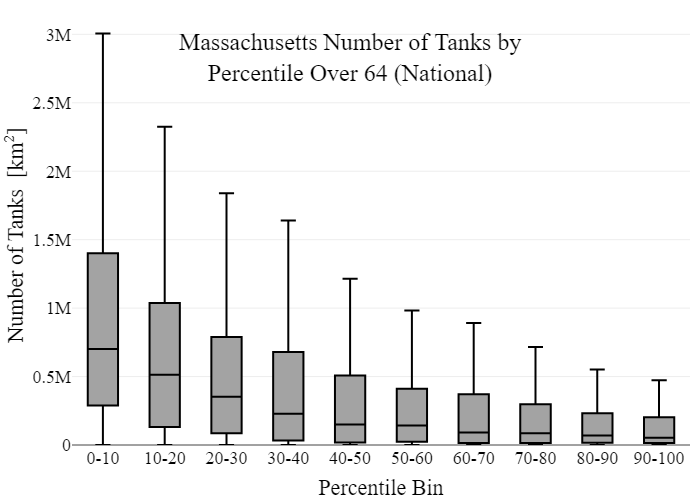 Massachusetts Number of Tanks by
Percentile Over 64 (National)
Number of Tanks [km²]
3M
2.5M
2M
1.5M
1M
0.5M
0
0-10 10-20 20-30 30-40 40-50 50-60 60-70 70-80 80-90 90-100
Percentile Bin